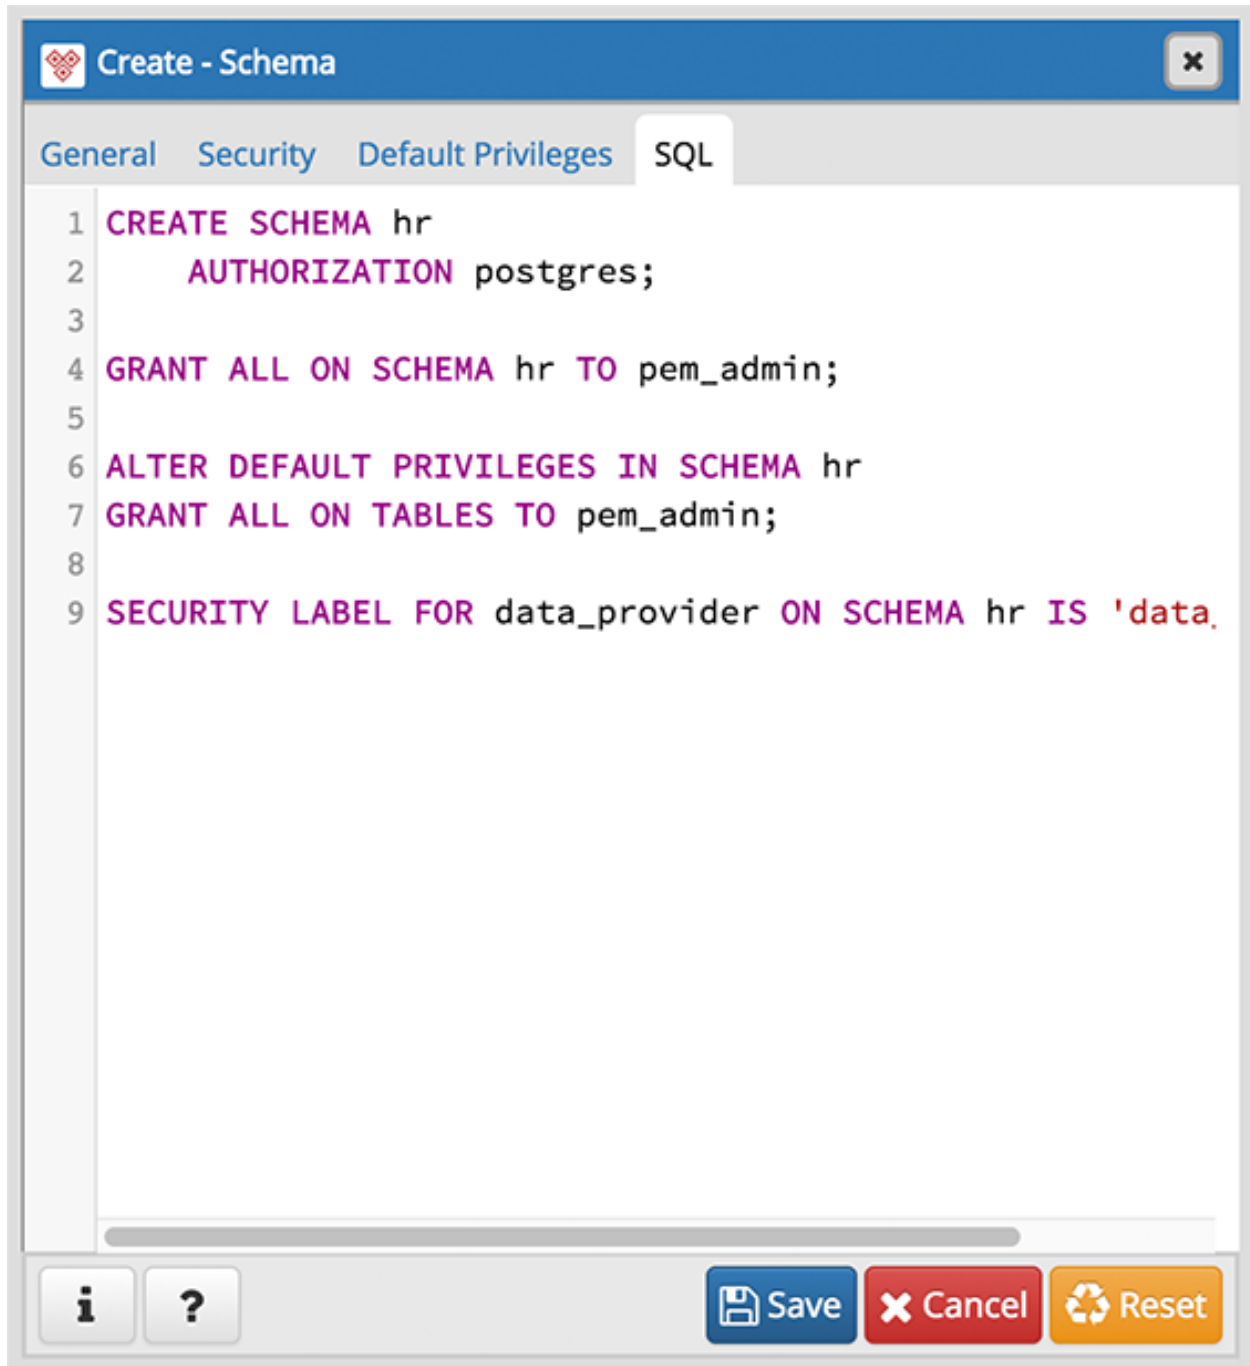 Create - Schema
General Security Default Privileges SQL
1 CREATE SCHEMA hr
2 AUTHORIZATION postgres;
3
4 GRANT ALL ON SCHEMA hr TO pem_admin;
5
6 ALTER DEFAULT PRIVILEGES IN SCHEMA hr
7 GRANT ALL ON TABLES TO pem_admin;
8
9 SECURITY LABEL FOR data_provider ON SCHEMA hr IS 'data_
i ? Save Cancel Reset